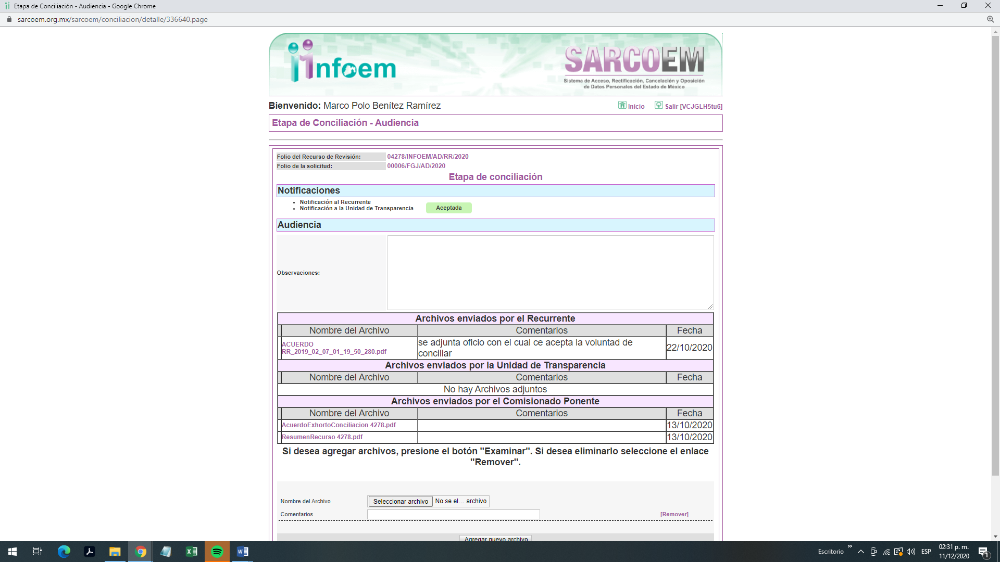 Etapa de Conciliación - Audiencia - Google Chrome
sarcoem.org.mx/sarcoem/conciliacion/detalle/336640.page
infoem
SARCOEM
Sistema de Acceso, Rectificación, Cancelación y Oposición
de Datos Personales del Estado de México
Bienvenido: Marco Polo Benítez Ramírez
Inicio
Salir [VCJGLH5tu6]
Etapa de Conciliación - Audiencia
Folio del Recurso de Revisión: 04278/INFOEM/AD/RR/2020
Folio de la solicitud: 00006/FGJ/AD/2020
Etapa de conciliación
Notificaciones
• Notificación al Recurrente
• Notificación a la Unidad de Transparencia
Aceptada
Audiencia
Observaciones:
Archivos enviados por el Recurrente
Nombre del Archivo Comentarios Fecha
ACUERDO
RR_2019_02_07_01_19_50_280.pdf
se adjunta oficio con el cual ce acepta la voluntad de
conciliar
22/10/2020
Archivos enviados por la Unidad de Transparencia
Nombre del Archivo Comentarios Fecha
No hay Archivos adjuntos
Archivos enviados por el Comisionado Ponente
Nombre del Archivo Comentarios Fecha
AcuerdoExhortoConciliacion 4278.pdf 13/10/2020
ResumenRecurso 4278.pdf 13/10/2020
Si desea agregar archivos, presione el botón "Examinar". Si desea eliminarlo seleccione el enlace
"Remover".
Nombre del Archivo Seleccionar archivo No se el... archivo
Comentarios [Remover]
Agregar nuevo archivo
Escritorio
ESP
02:31 p. m.
11/12/2020
1